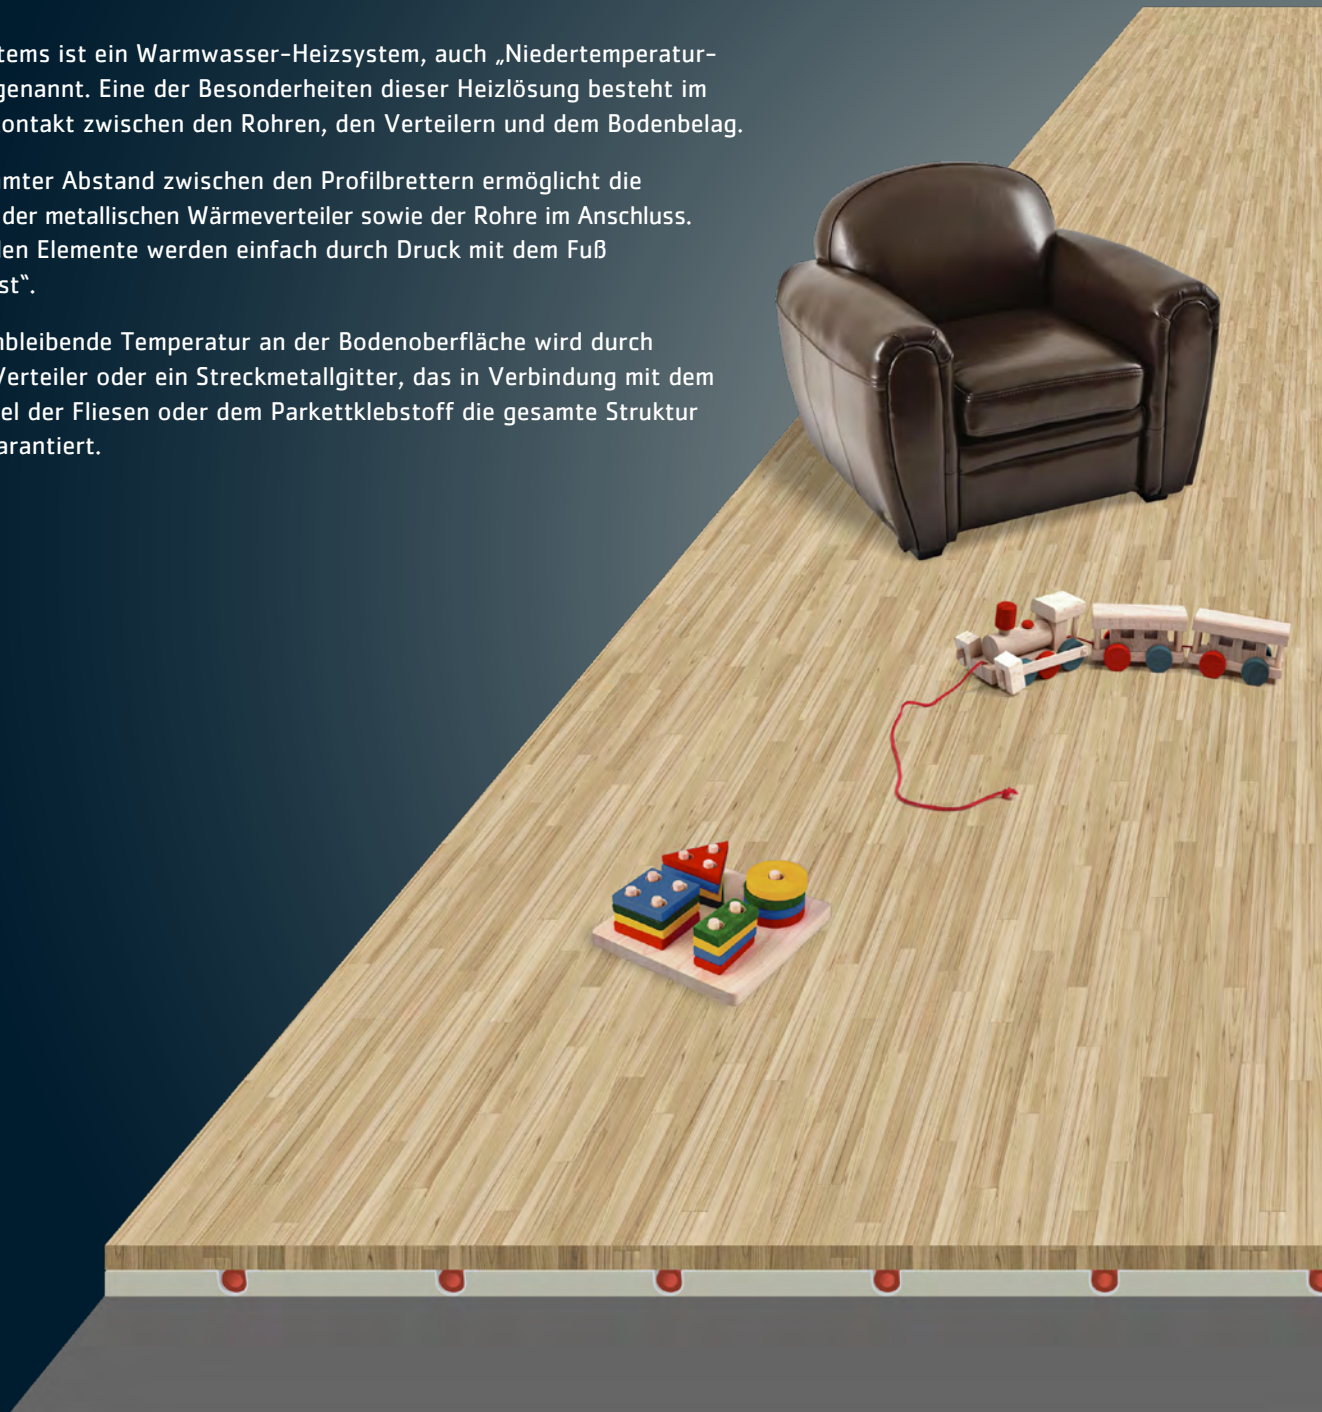 tems ist ein Warmwasser-Heizsystem, auch „Niedertemperatur-
genannt. Eine der Besonderheiten dieser Heizlösung besteht im
ontakt zwischen den Rohren, den Verteilern und dem Bodenbelag.
mter Abstand zwischen den Profilbrettern ermöglicht die
der metallischen Wärmeverteiler sowie der Rohre im Anschluss.
den Elemente werden einfach durch Druck mit dem Fuß
st“.
bleibende Temperatur an der Bodenoberfläche wird durch
Verteiler oder ein Streckmetallgitter, das in Verbindung mit dem
el der Fliesen oder dem Parkettklebstoff die gesamte Struktur
arantiert.